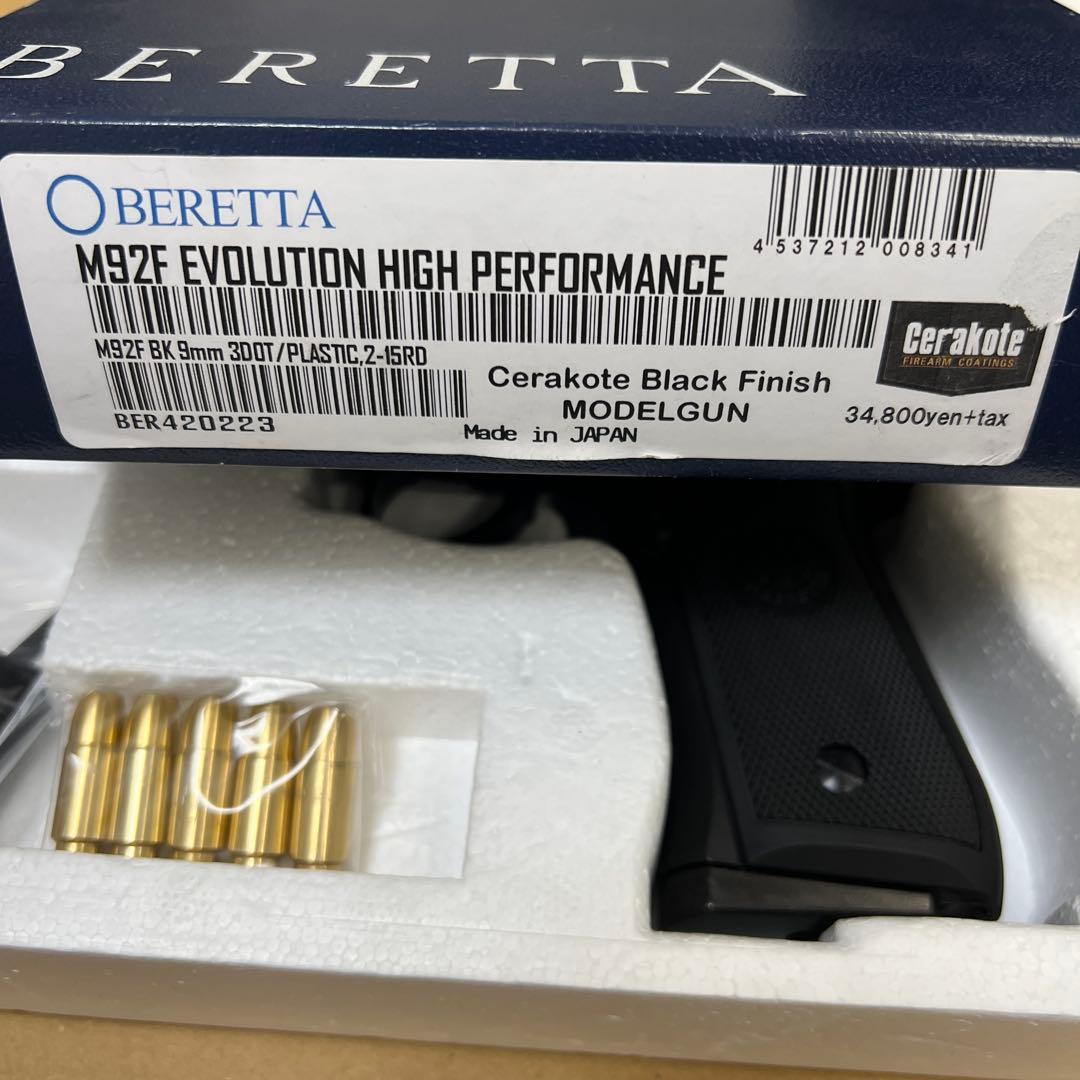 BERETTA
BERETTA
4 537212 008341
M92F EVOLUTION HIGH PERFORMANCE
M92F BK 9mm 3DOT/PLASTIC,2-15RD
Cerakote™
FIREARM COATINGS
Cerakote Black Finish
MODELGUN
34,800yen+tax
BER420223
Made in JAPAN